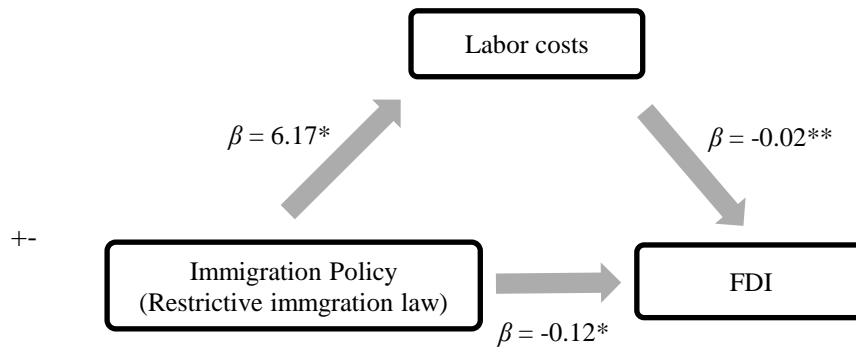 Labor costs
β = 6.17*
β = -0.02**
+-
Immigration Policy
(Restrictive immgration law)
FDI
β = -0.12*